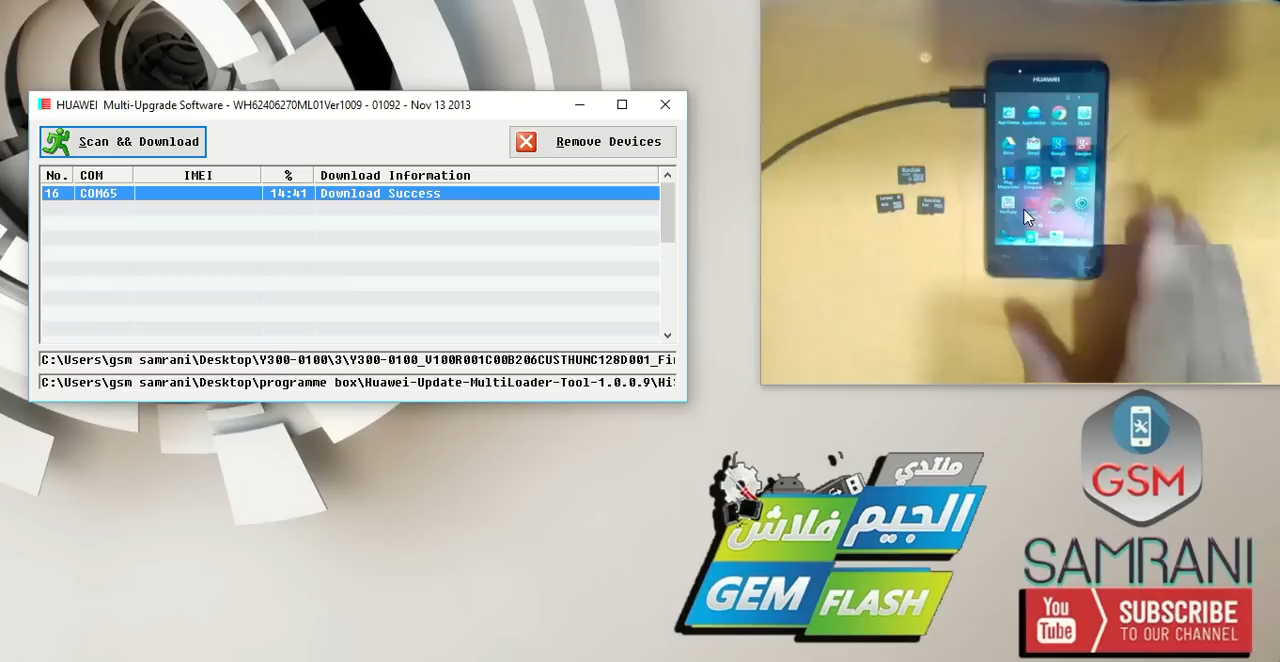 HUAWEI Multi-Upgrade Software - WH62406270ML01Ver1009 - 01092 - Nov 13 2013
Scan && Download
Remove Devices
No. COM IMEI % Download Information
16 COM65 14:41 Download Success
C:\Users\gsm samrani\Desktop\Y300-0100\3\Y300-0100_V100R001C00B206CUSTHUNC128D001_Fi
C:\Users\gsm samrani\Desktop\programme box\Huawei-Update-MultiLoader-Tool-1.0.0.9\Hi
HUAWEI
منتدي
الجيم فلاش
GEM FLASH
GSM
SAMRANI
You Tube
SUBSCRIBE
TO OUR CHANNEL